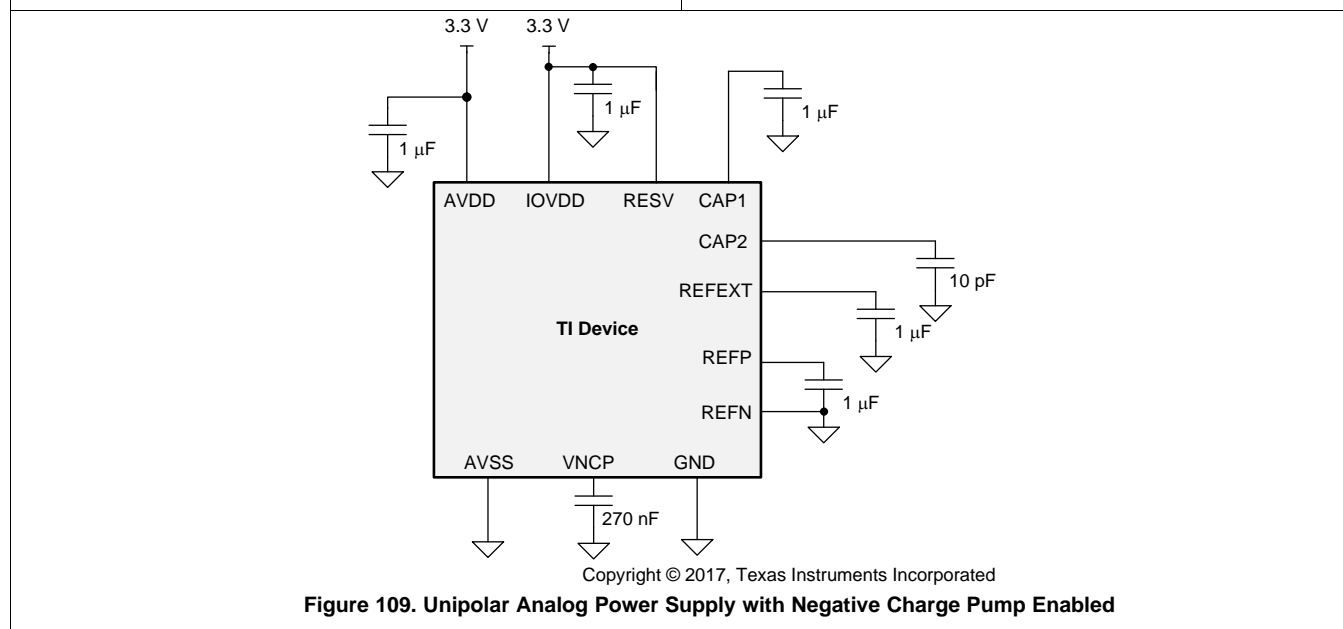 3.3 V
3.3 V
1 μF
1 μF
1 μF
AVDD
IOVDD
RESV
CAP1
CAP2
10 pF
REFEXT
1 μF
TI Device
REFP
1 μF
REFN
AVSS
VNCP
GND
270 nF
Copyright © 2017, Texas Instruments Incorporated
Figure 109. Unipolar Analog Power Supply with Negative Charge Pump Enabled